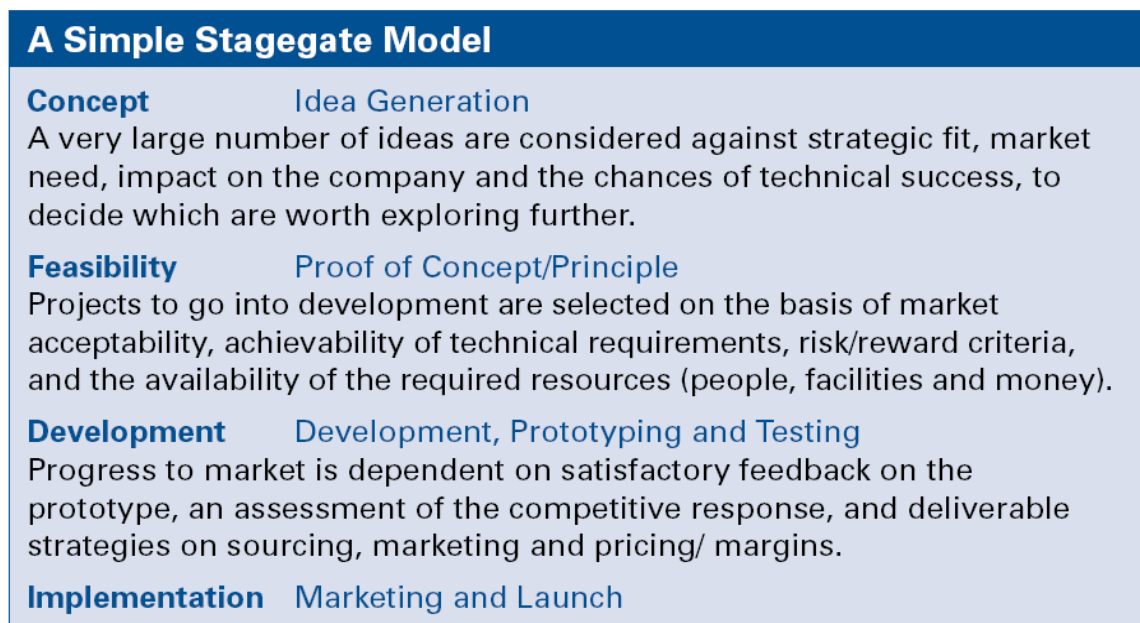 A Simple Stagegate Model
Concept Idea Generation
A very large number of ideas are considered against strategic fit, market
need, impact on the company and the chances of technical success, to
decide which are worth exploring further.
Feasibility Proof of Concept/Principle
Projects to go into development are selected on the basis of market
acceptability, achievability of technical requirements, risk/reward criteria,
and the availability of the required resources (people, facilities and money).
Development Development, Prototyping and Testing
Progress to market is dependent on satisfactory feedback on the
prototype, an assessment of the competitive response, and deliverable
strategies on sourcing, marketing and pricing/ margins.
Implementation Marketing and Launch